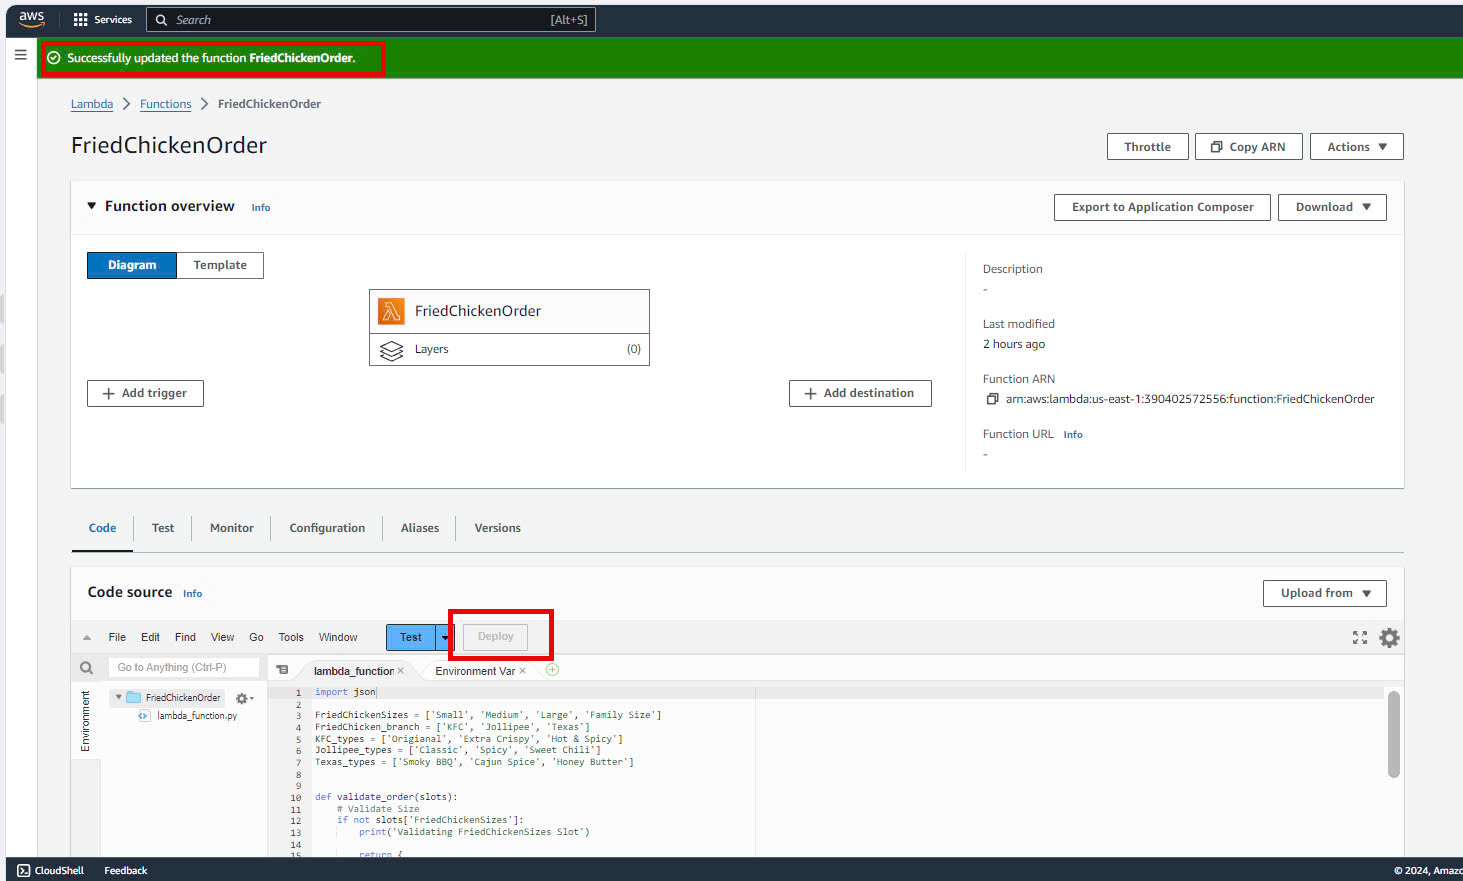 aws Services Search [Alt+S]
Successfully updated the function FriedChickenOrder.
Lambda Functions FriedChickenOrder
FriedChickenOrder
Throttle Copy ARN Actions
Function overview Info
Export to Application Composer Download
Diagram Template
FriedChickenOrder
Layers (0)
Add trigger
Add destination
Description
-
Last modified
2 hours ago
Function ARN
arn:aws:lambda:us-east-1:390402572556:function:FriedChickenOrder
Function URL Info
-
Code Test Monitor Configuration Aliases Versions
Code source Info
Upload from
File Edit Find View Go Tools Window Test Deploy
Go to Anything (Ctrl-P)
lambda_function Environment Var
Environment
FriedChickenOrder
lambda_function.py
1 import json
2
3 FriedChickenSizes = ['Small', 'Medium', 'Large', 'Family Size']
4 FriedChicken_branch = ['KFC', 'Jollipee', 'Texas']
5 KFC_types = ['Origianal', 'Extra Crispy', 'Hot & Spicy']
6 Jollipee_types = ['Classic', 'Spicy', 'Sweet Chili']
7 Texas_types = ['Smoky BBQ', 'Cajun Spice', 'Honey Butter']
8
9
10 def validate_order(slots):
11 # Validate Size
12 if not slots['FriedChickenSizes']:
13 print('Validating FriedChickenSizes Slot')
14
15 return {
CloudShell Feedback
© 2024, Amazo